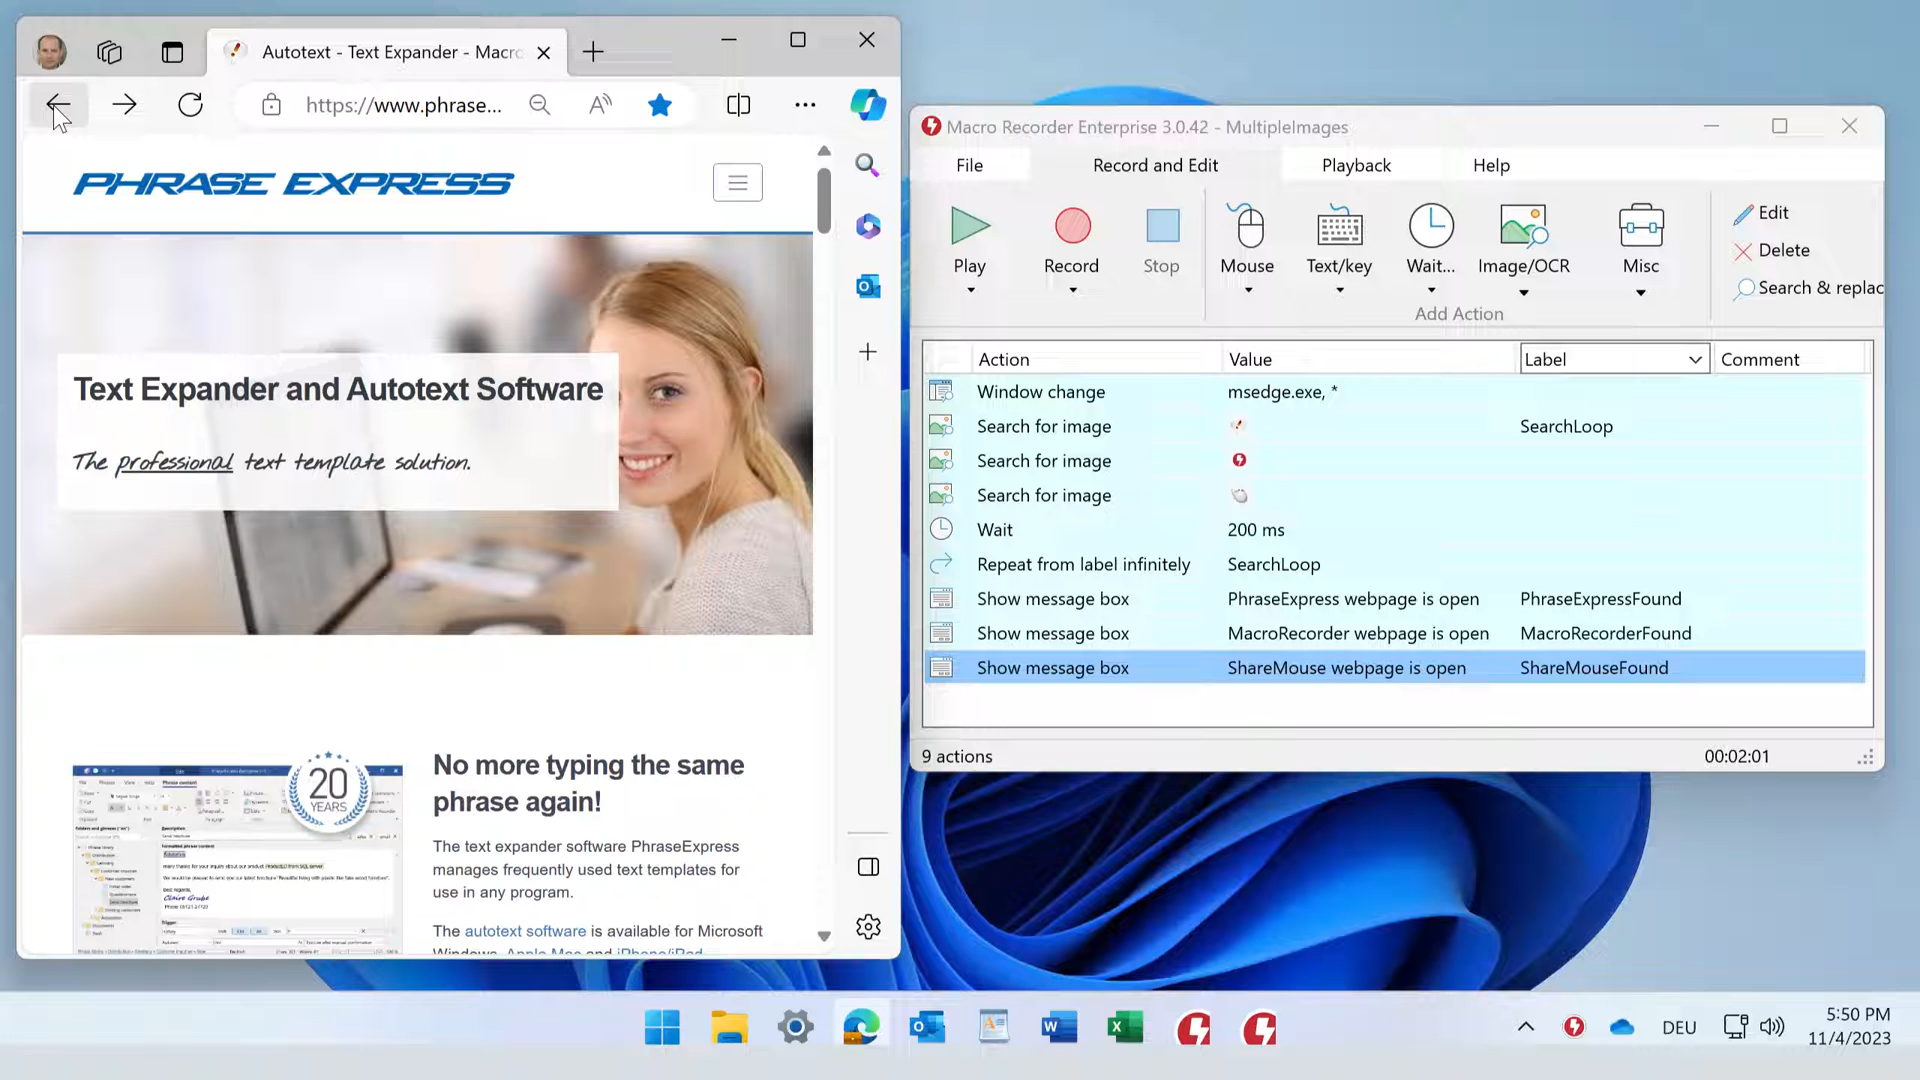 Autotext - Text Expander - Macro
https://www.phrase...
PHRASE EXPRESS
Text Expander and Autotext Software
The professional text template solution.
20
YEARS
No more typing the same
phrase again!
The text expander software PhraseExpress
manages frequently used text templates for
use in any program.
The autotext software is available for Microsoft
Windows, Apple Mac and iPhone/iPad
Macro Recorder Enterprise 3.0.42 - MultipleImages
File
Record and Edit
Playback
Help
Play
Record
Stop
Mouse
Text/key
Wait...
Image/OCR
Misc
Edit
Delete
Search & replac
Add Action
Action Value Label Comment
Window change msedge.exe, *
Search for image SearchLoop
Search for image
Search for image
Wait 200 ms
Repeat from label infinitely SearchLoop
Show message box PhraseExpress webpage is open PhraseExpressFound
Show message box MacroRecorder webpage is open MacroRecorderFound
Show message box ShareMouse webpage is open ShareMouseFound
9 actions
00:02:01
DEU
5:50 PM
11/4/2023